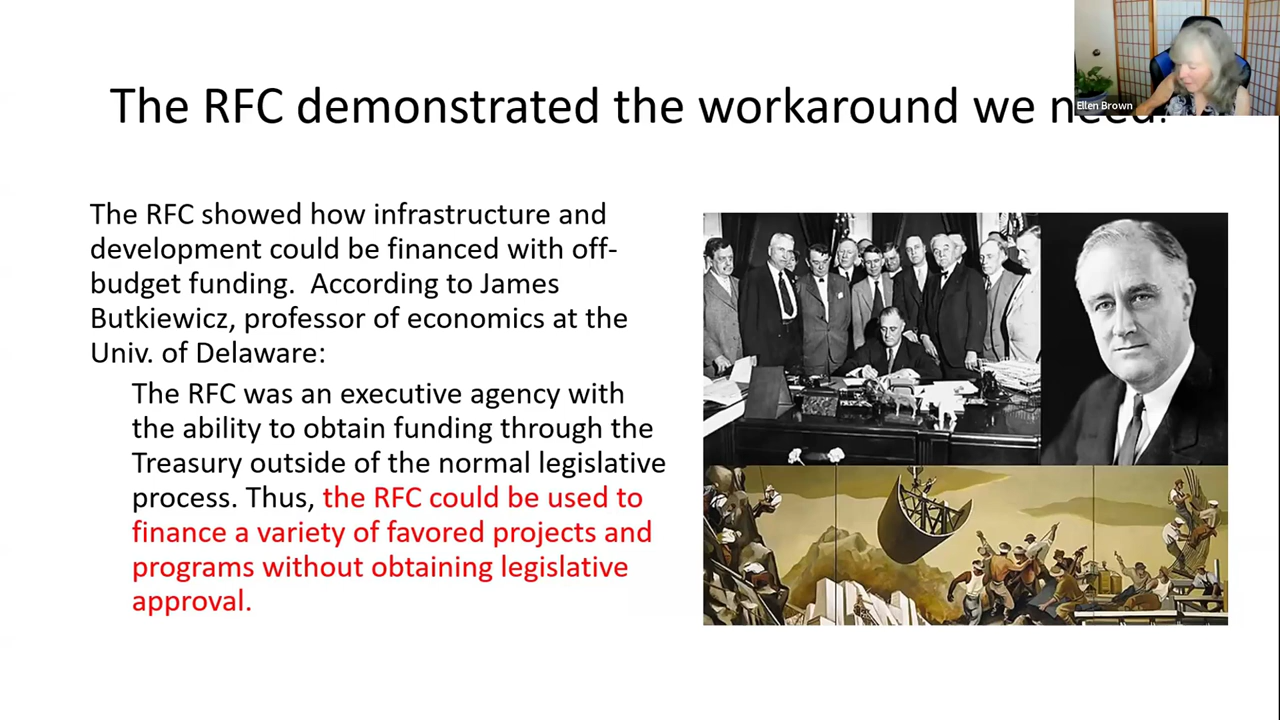 The RFC demonstrated the workaround we need.
Ellen Brown
The RFC showed how infrastructure and
development could be financed with off-
budget funding. According to James
Butkiewicz, professor of economics at the
Univ. of Delaware:
The RFC was an executive agency with
the ability to obtain funding through the
Treasury outside of the normal legislative
process. Thus, the RFC could be used to
finance a variety of favored projects and
programs without obtaining legislative
approval.